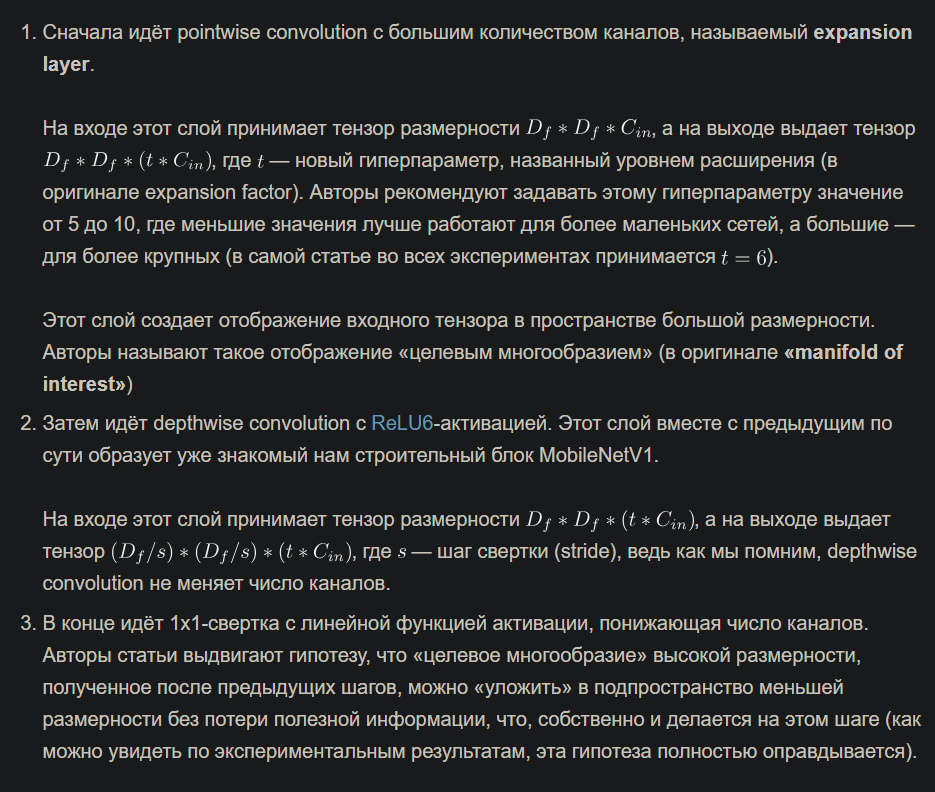 1. Сначала идёт pointwise convolution с большим количеством каналов, называемый expansion
layer.
На входе этот слой принимает тензор размерности D_f * D_f * C_{in}, а на выходе выдает тензор
D_f * D_f * (t * C_{in}), где t — новый гиперпараметр, названный уровнем расширения (в
оригинале expansion factor). Авторы рекомендуют задавать этому гиперпараметру значение
от 5 до 10, где меньшие значения лучше работают для более маленьких сетей, а большие —
для более крупных (в самой статье во всех экспериментах принимается t = 6).
Этот слой создает отображение входного тензора в пространстве большой размерности.
Авторы называют такое отображение «целевым многообразием» (в оригинале «manifold of
interest»)
2. Затем идёт depthwise convolution с ReLU6-активацией. Этот слой вместе с предыдущим по
сути образует уже знакомый нам строительный блок MobileNetV1.
На входе этот слой принимает тензор размерности D_f * D_f * (t * C_{in}), а на выходе выдает
тензор (D_f/s) * (D_f/s) * (t * C_{in}), где s — шаг свертки (stride), ведь как мы помним, depthwise
convolution не меняет число каналов.
3. В конце идёт 1x1-свертка с линейной функцией активации, понижающая число каналов.
Авторы статьи выдвигают гипотезу, что «целевое многообразие» высокой размерности,
полученное после предыдущих шагов, можно «уложить» в подпространство меньшей
размерности без потери полезной информации, что, собственно и делается на этом шаге (как
можно увидеть по экспериментальным результатам, эта гипотеза полностью оправдывается).